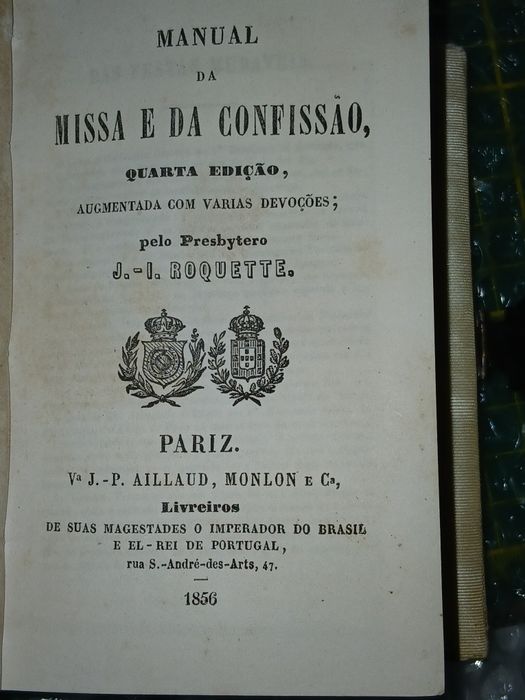 MANUAL
DA
MISSA E DA CONFISSÃO,
QUARTA EDIÇÃO,
AUGMENTADA COM VARIAS DEVOÇÕES;
pelo Presbytero
J.-I. ROQUETTE.
PARIZ.
Vª J.-P. AILLAUD, MONLON E Cª,
Livreiros
DE SUAS MAGESTADES O IMPERADOR DO BRASIL
E EL-REI DE PORTUGAL,
rua S.-André-des-Arts, 47.
1856